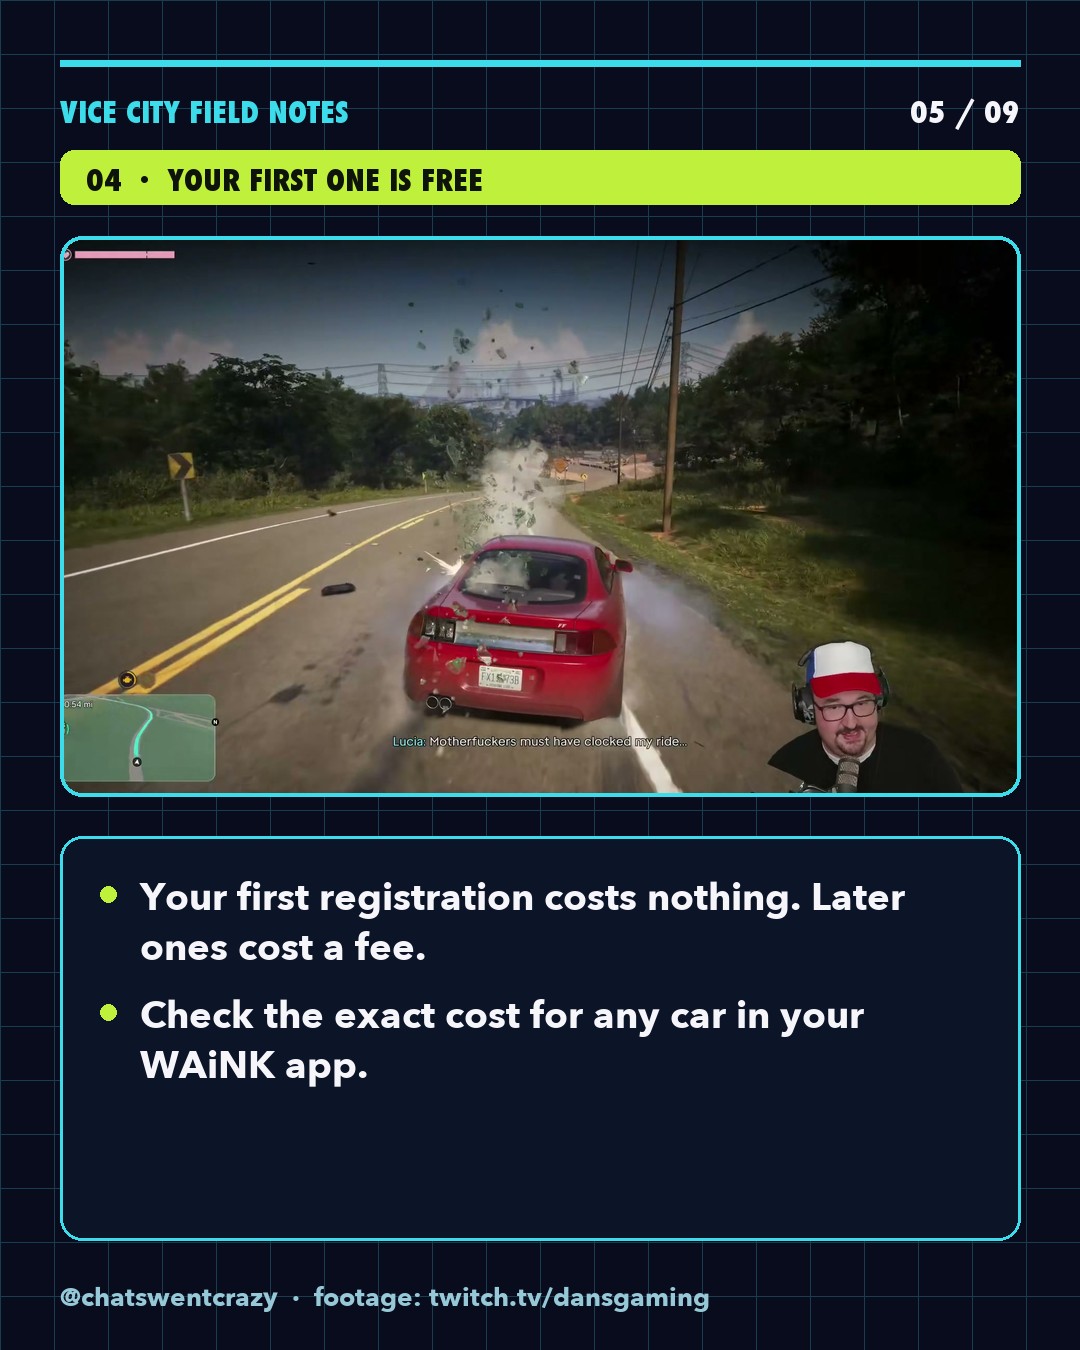 VICE CITY FIELD NOTES
05 / 09
04 · YOUR FIRST ONE IS FREE
0.54 mi
N
Lucia: Motherfuckers must have clocked my ride...
Your first registration costs nothing. Later
ones cost a fee.
Check the exact cost for any car in your
WAiNK app.
@chatswentcrazy · footage: twitch.tv/dansgaming